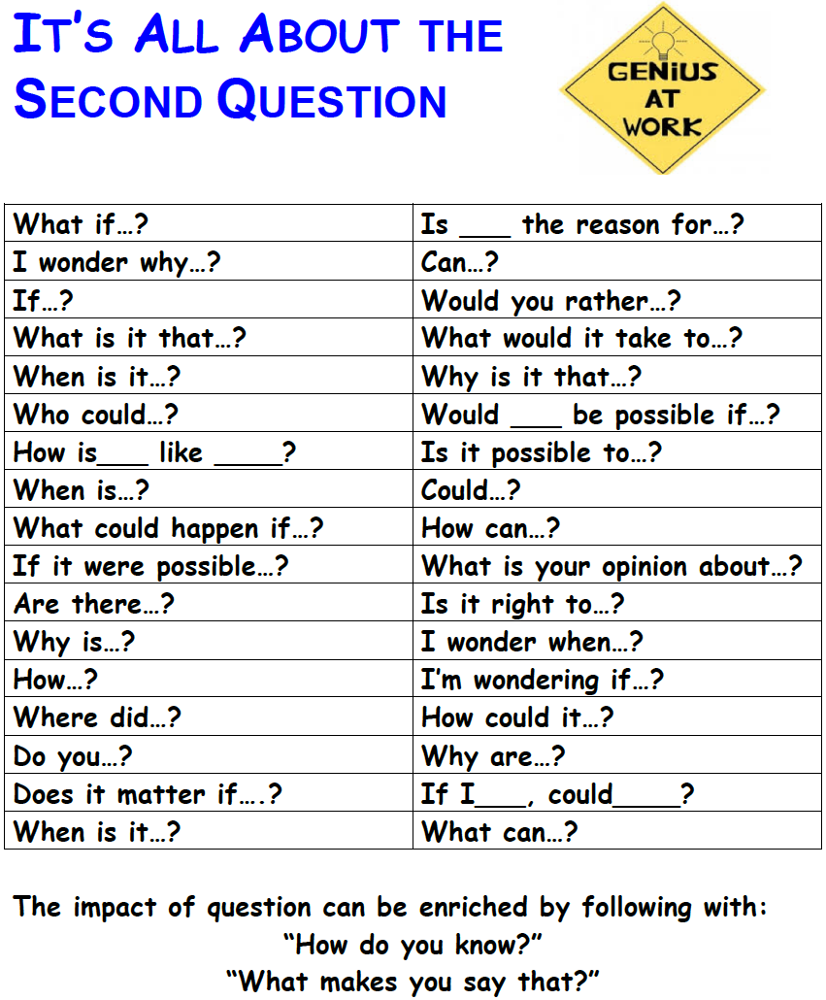 It's All About the
Second Question
GENiUS
AT
WORK
What if…?
Is ___ the reason for…?
I wonder why…?
Can…?
If…?
Would you rather…?
What is it that…?
What would it take to…?
When is it…?
Why is it that…?
Who could…?
Would ___ be possible if…?
How is___ like ____?
Is it possible to…?
When is…?
Could…?
What could happen if…?
How can…?
If it were possible…?
What is your opinion about…?
Are there…?
Is it right to…?
Why is…?
I wonder when…?
How…?
I'm wondering if…?
Where did…?
How could it…?
Do you…?
Why are…?
Does it matter if….?
If I___, could____?
When is it…?
What can…?
The impact of question can be enriched by following with:
“How do you know?”
“What makes you say that?”